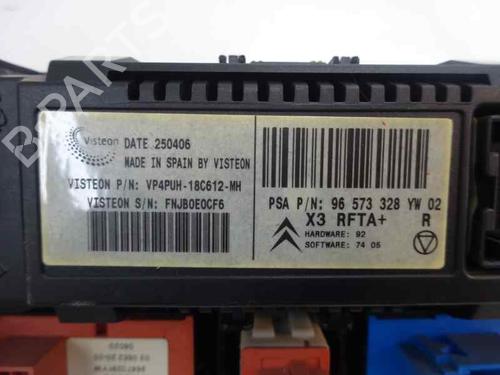 Visteon
DATE 250406
MADE IN SPAIN BY VISTEON
VISTEON P/N: VP4PUH-18C612-MH
VISTEON S/N: FNJB0E0CF6
PSA P/N: 96 573 328 YW 02
X3 RFTA+ R
HARDWARE: 92
SOFTWARE: 74 05
B-PARTS